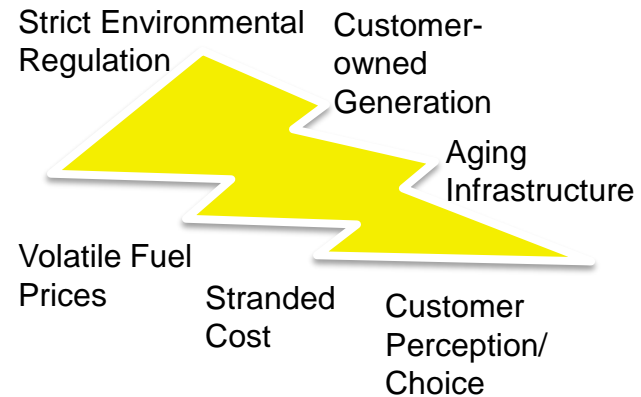 Strict Environmental
Regulation
Customer-
owned
Generation
Aging
Infrastructure
Volatile Fuel
Prices
Stranded
Cost
Customer
Perception/
Choice